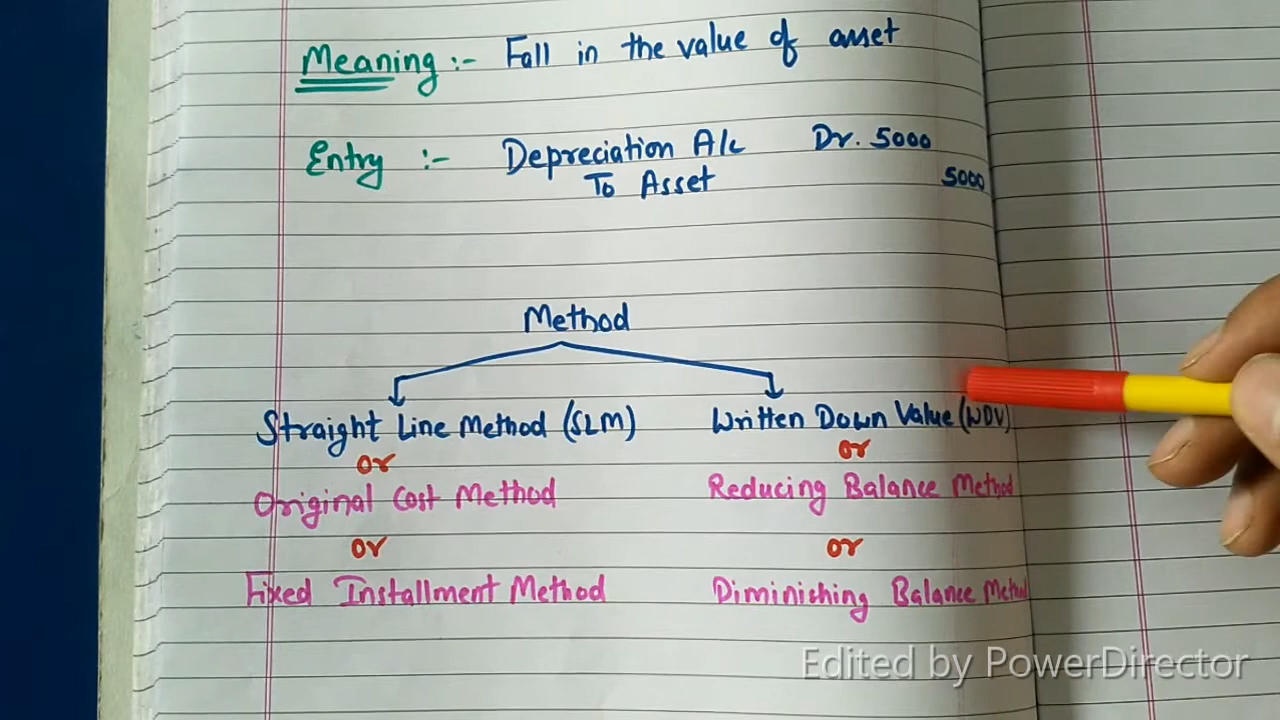 Meaning :- Fall in the value of asset
Entry :- Depreciation A/c Dr. 5000
To Asset 5000
Method
Straight Line Method (SLM) Written Down Value (WDV)
or or
Original Cost Method Reducing Balance Method
or or
Fixed Installment Method Diminiching Balance Method
Edited by PowerDirector